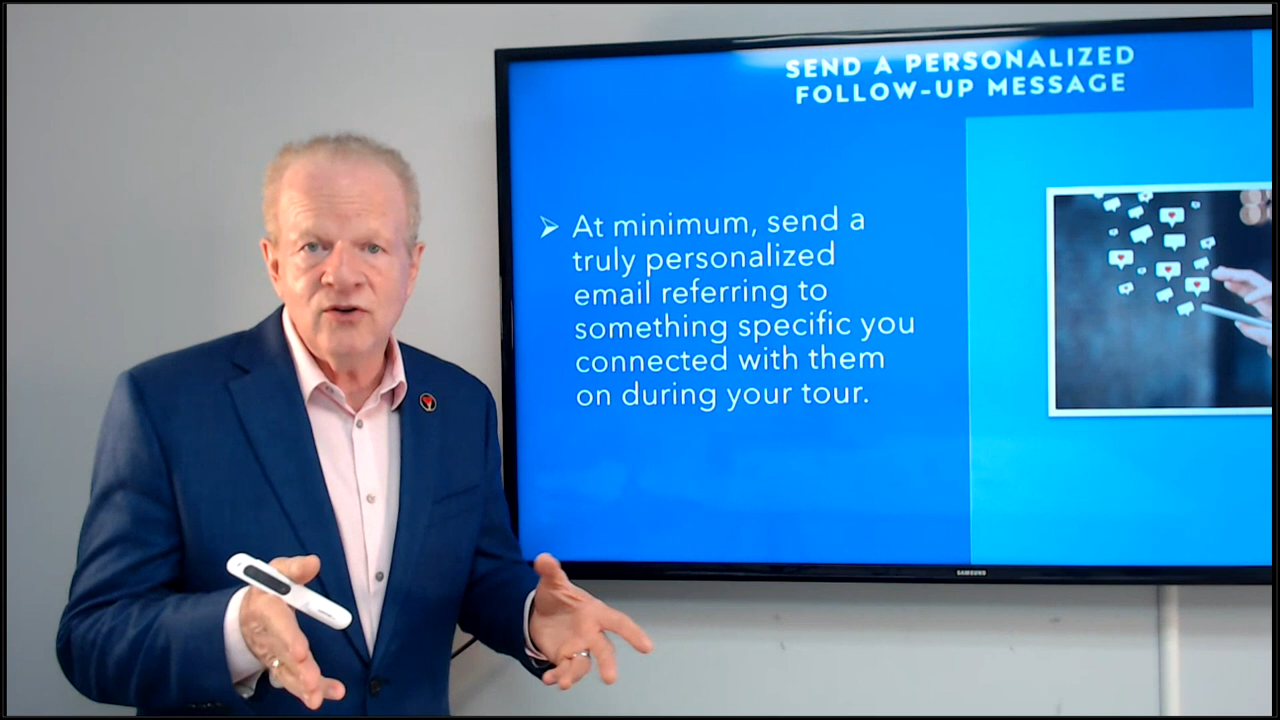 SEND A PERSONALIZED
FOLLOW-UP MESSAGE
➢ At minimum, send a
truly personalized
email referring to
something specific you
connected with them
on during your tour.
SAMSUNG